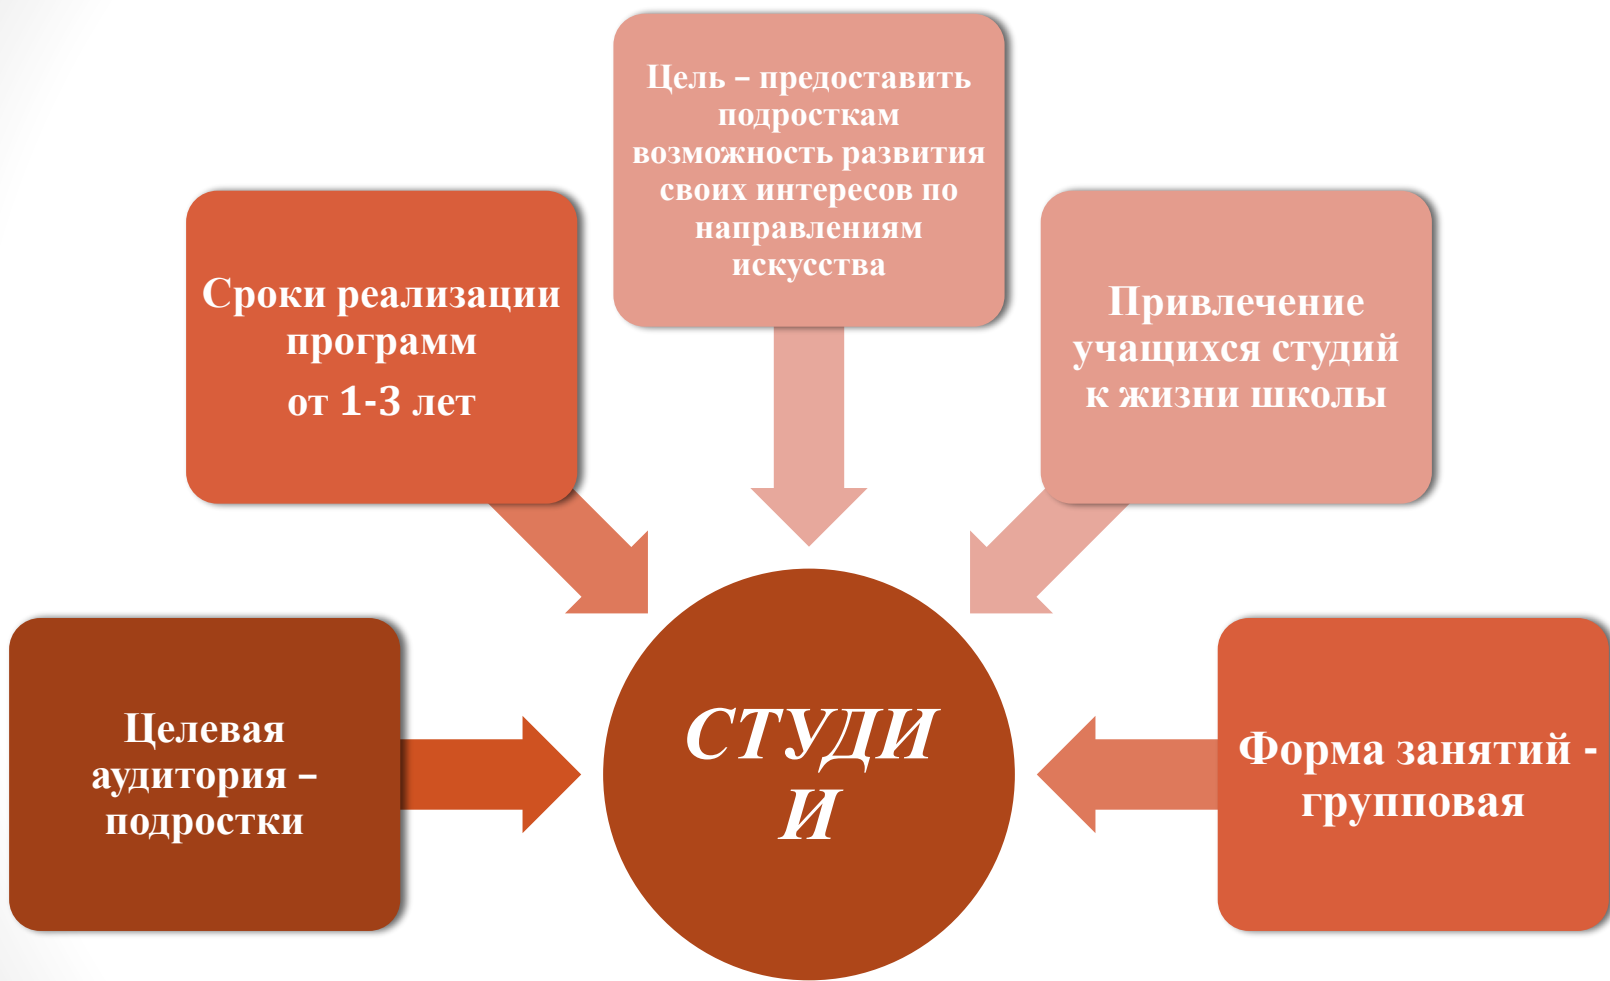 Цель – предоставить
подросткам
возможность развития
своих интересов по
направлениям
искусства
Сроки реализации
программ
от 1-3 лет
Привлечение
учащихся студий
к жизни школы
Целевая
аудитория –
подростки
СТУДИ
И
Форма занятий -
групповая